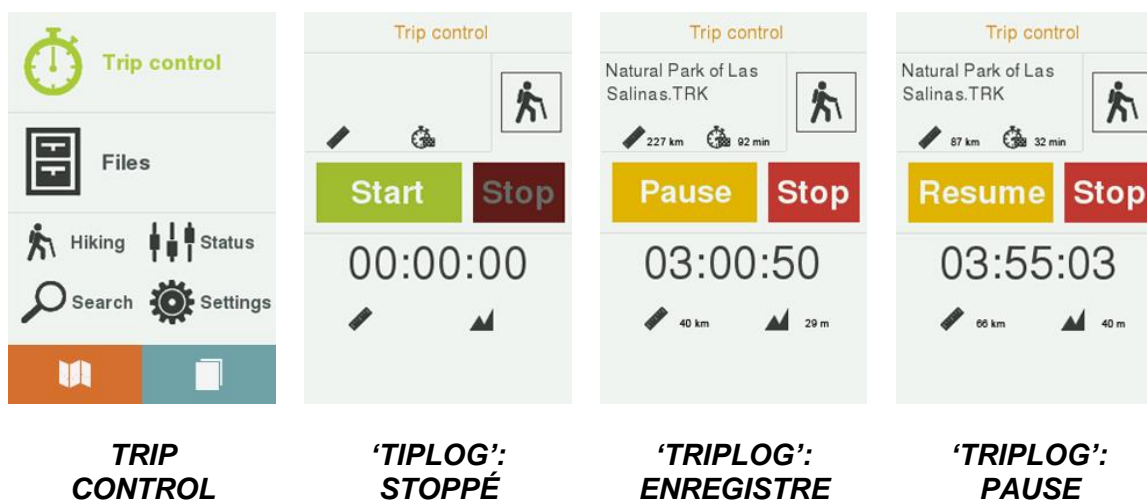 Trip control
Files
Hiking
Status
Search
Settings
TRIP
CONTROL
Trip control
Start
Stop
00:00:00
‘TIPLOG’:
STOPPÉ
Trip control
Natural Park of Las
Salinas.TRK
227 km
92 min
Pause
Stop
03:00:50
40 km
29 m
‘TRIPLOG’:
ENREGISTRE
Trip control
Natural Park of Las
Salinas.TRK
87 km
32 min
Resume
Stop
03:55:03
66 km
40 m
‘TRIPLOG’:
PAUSE